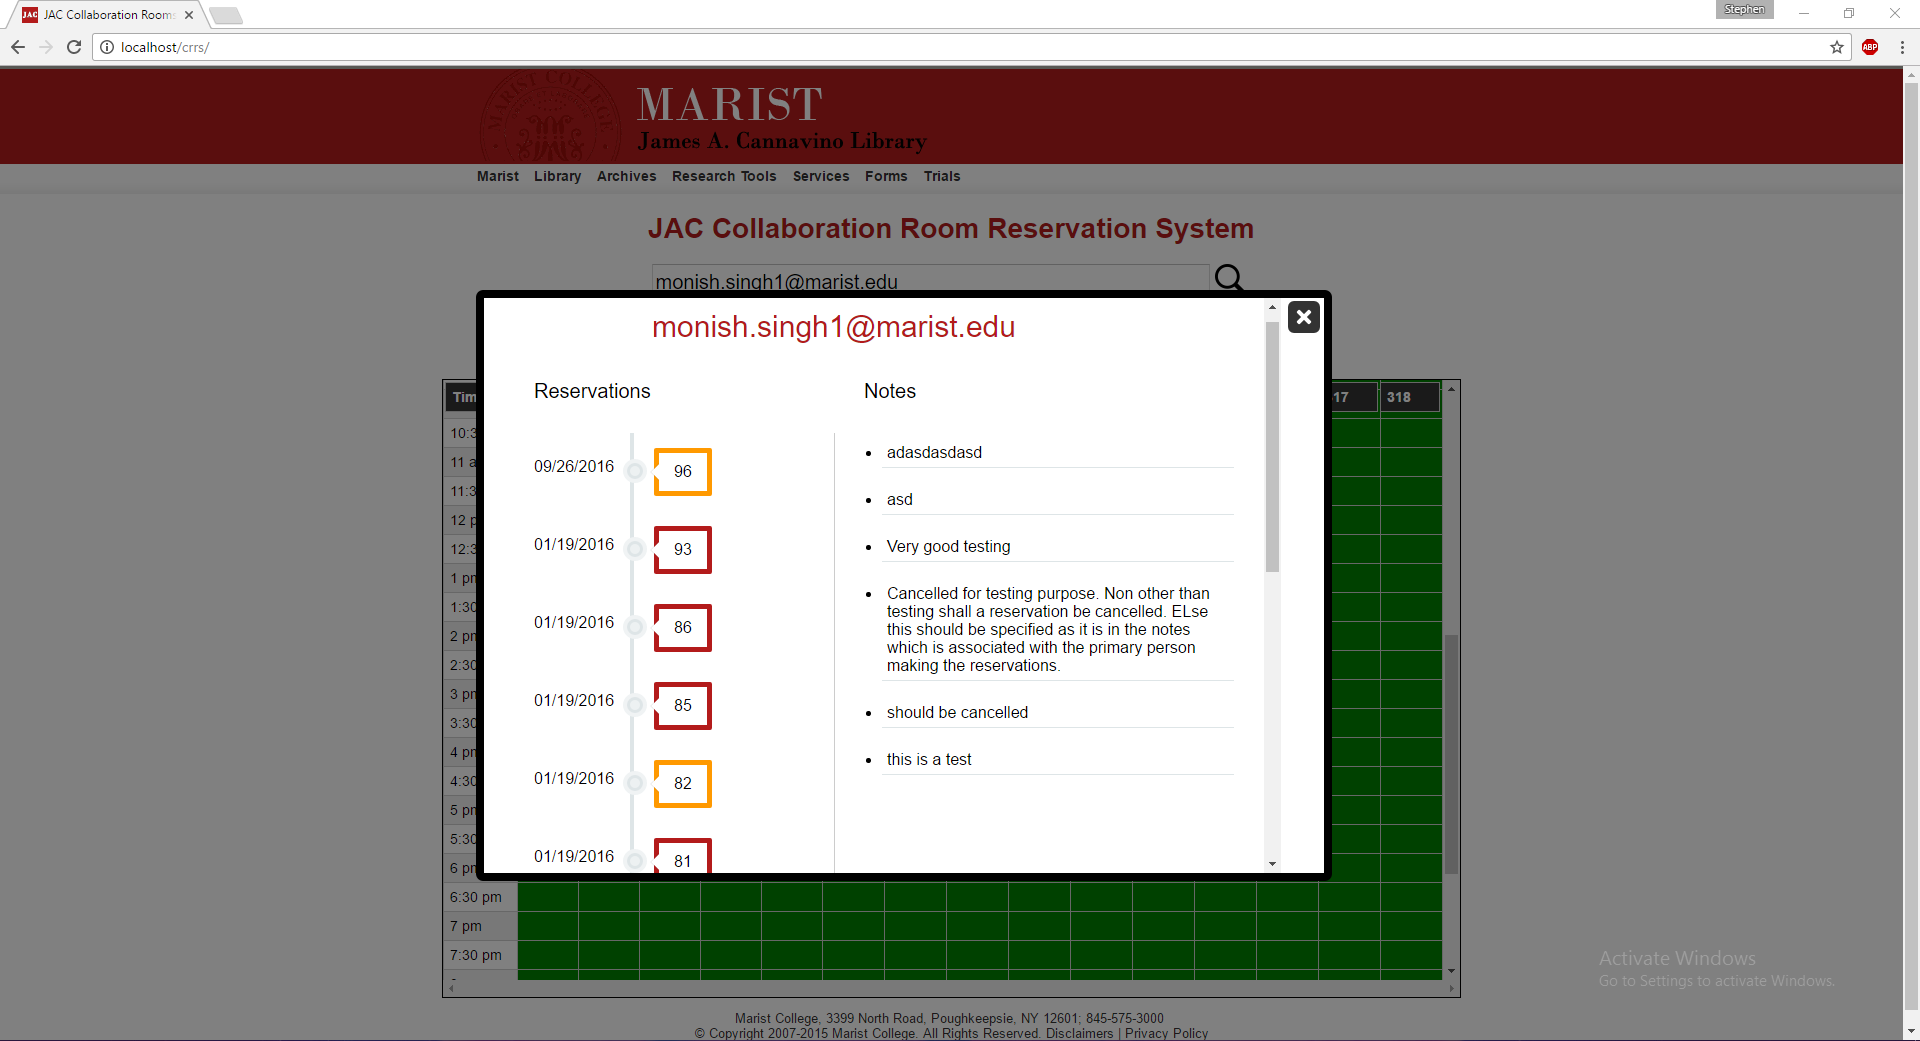 JAC Collaboration Rooms
Stephen
localhost/crrs/
ABP
MARIST
James A. Cannavino Library
Marist Library Archives Research Tools Services Forms Trials
JAC Collaboration Room Reservation System
monish.singh1@marist.edu
monish.singh1@marist.edu
Reservations
Notes
09/26/2016 96
01/19/2016 93
01/19/2016 86
01/19/2016 85
01/19/2016 82
01/19/2016 81
adasdasdasd
asd
Very good testing
Cancelled for testing purpose. Non other than
testing shall a reservation be cancelled. ELse
this should be specified as it is in the notes
which is associated with the primary person
making the reservations.
should be cancelled
this is a test
Tim
17 318
10:3
11 a
11:3
12 p
12:3
1 pm
1:30
2 pm
2:30
3 pm
3:30
4 pm
4:30
5 pm
5:30
6 pm
6:30 pm
7 pm
7:30 pm
Activate Windows
Go to Settings to activate Windows.
Marist College, 3399 North Road, Poughkeepsie, NY 12601; 845-575-3000
© Copyright 2007-2015 Marist College. All Rights Reserved. Disclaimers | Privacy Policy